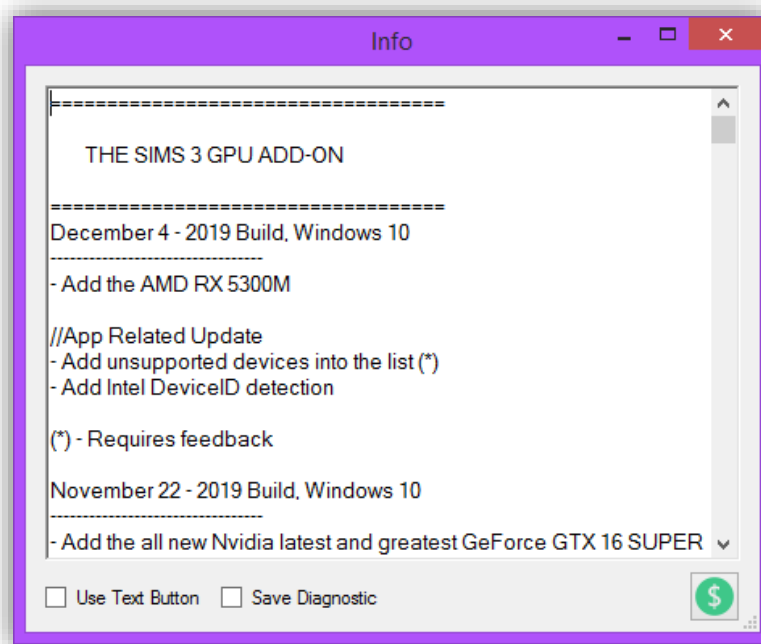 Info
==================================
THE SIMS 3 GPU ADD-ON
==================================
December 4 - 2019 Build, Windows 10
---------------------------------
- Add the AMD RX 5300M
//App Related Update
- Add unsupported devices into the list (*)
- Add Intel DeviceID detection
(*) - Requires feedback
November 22 - 2019 Build, Windows 10
---------------------------------
- Add the all new Nvidia latest and greatest GeForce GTX 16 SUPER
Use Text Button
Save Diagnostic
$